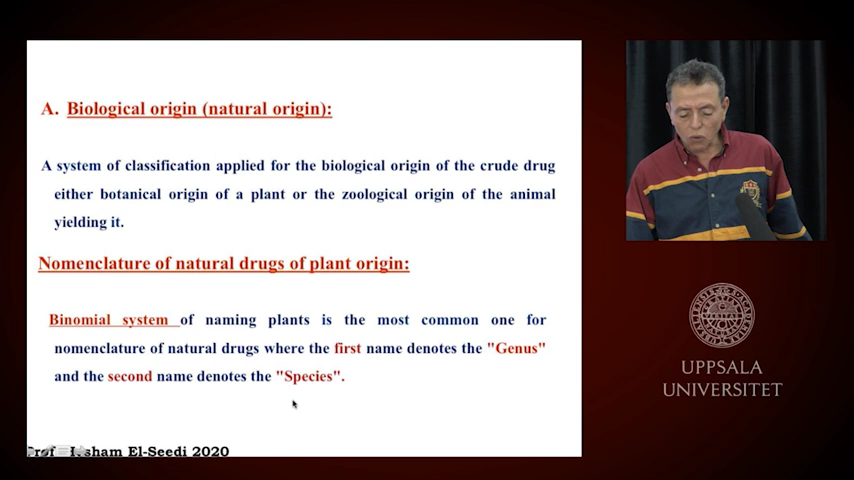 A. Biological origin (natural origin):
A system of classification applied for the biological origin of the crude drug
either botanical origin of a plant or the zoological origin of the animal
yielding it.
Nomenclature of natural drugs of plant origin:
Binomial system of naming plants is the most common one for
nomenclature of natural drugs where the first name denotes the "Genus"
and the second name denotes the "Species".
El-Seedi 2020
UPPSALA
UNIVERSITET